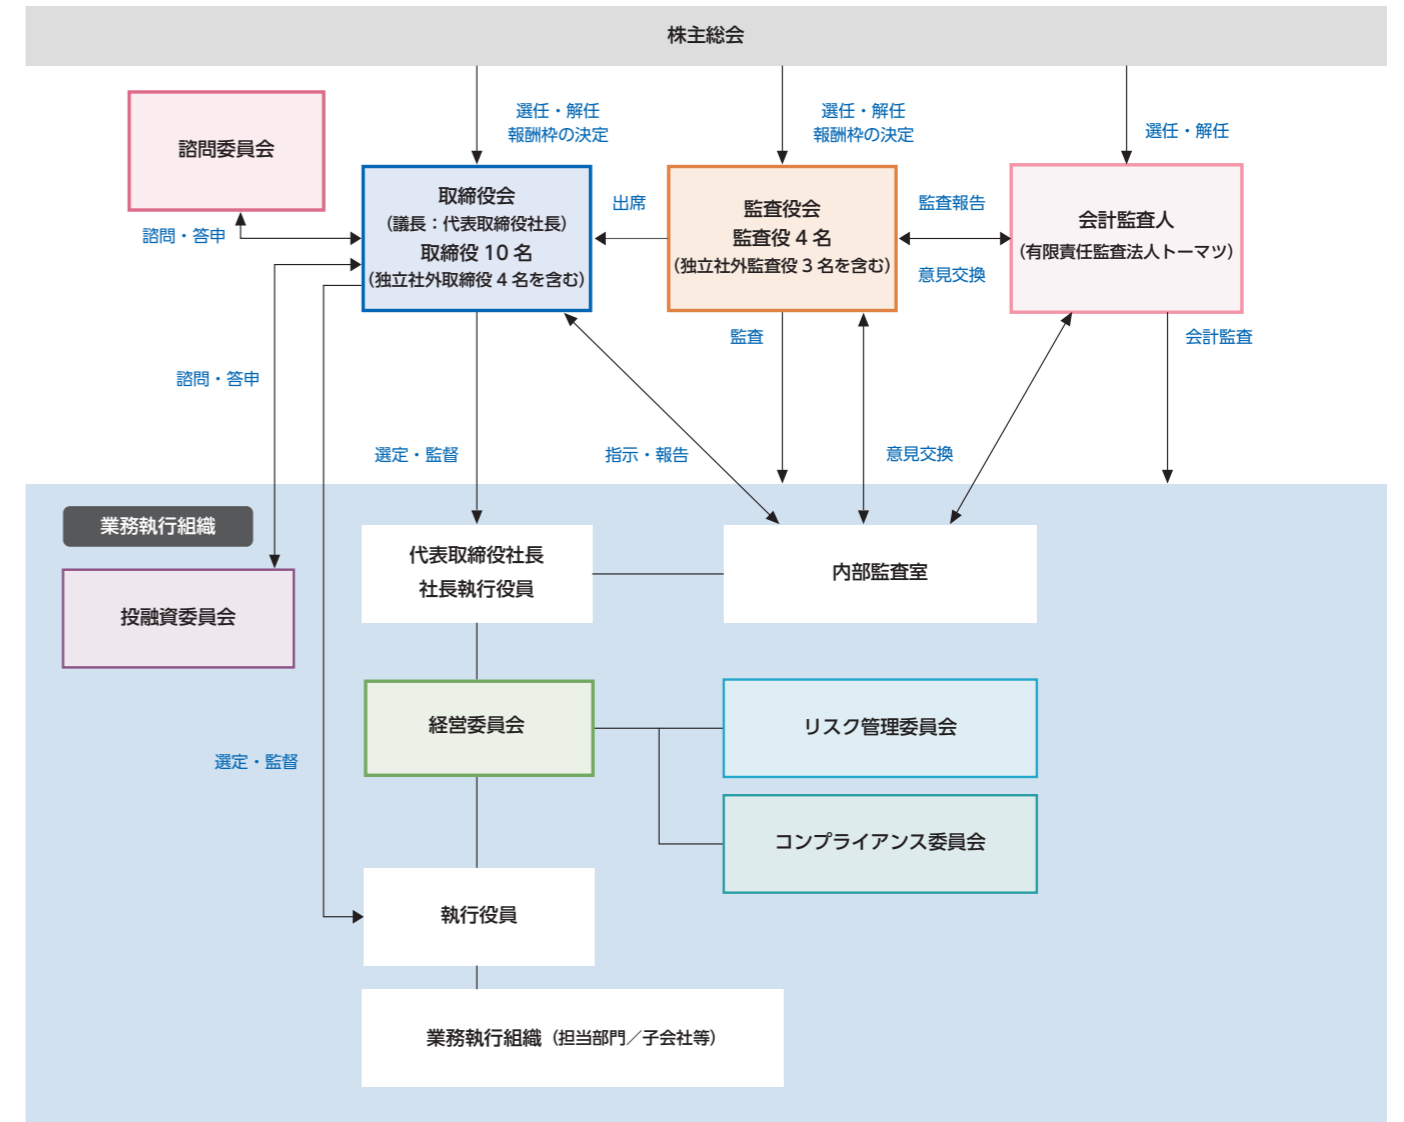 株主総会
選任・解任
報酬枠の決定
選任・解任
報酬枠の決定
選任・解任
諮問委員会
諮問・答申
取締役会
（議長：代表取締役社長）
取締役 10 名
（独立社外取締役 4 名を含む）
出席
監査役会
監査役 4 名
（独立社外監査役 3 名を含む）
監査報告
意見交換
会計監査人
（有限責任監査法人トーマツ）
諮問・答申
選定・監督
指示・報告
監査
意見交換
会計監査
業務執行組織
投融資委員会
代表取締役社長
社長執行役員
内部監査室
経営委員会
リスク管理委員会
選定・監督
コンプライアンス委員会
執行役員
業務執行組織（担当部門／子会社等）